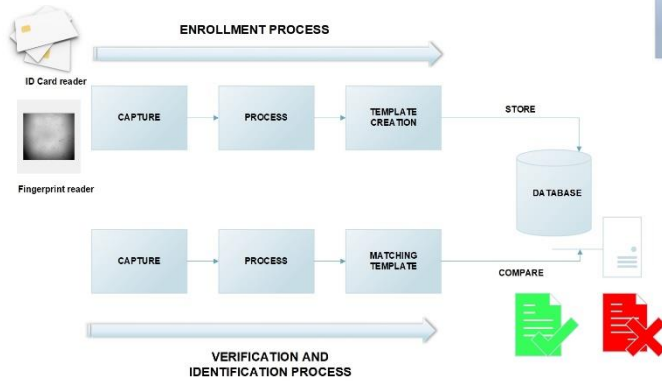 ENROLLMENT PROCESS
ID Card reader
CAPTURE
PROCESS
TEMPLATE
CREATION
STORE
Fingerprint reader
DATABASE
CAPTURE
PROCESS
MATCHING
TEMPLATE
COMPARE
VERIFICATION AND
IDENTIFICATION PROCESS